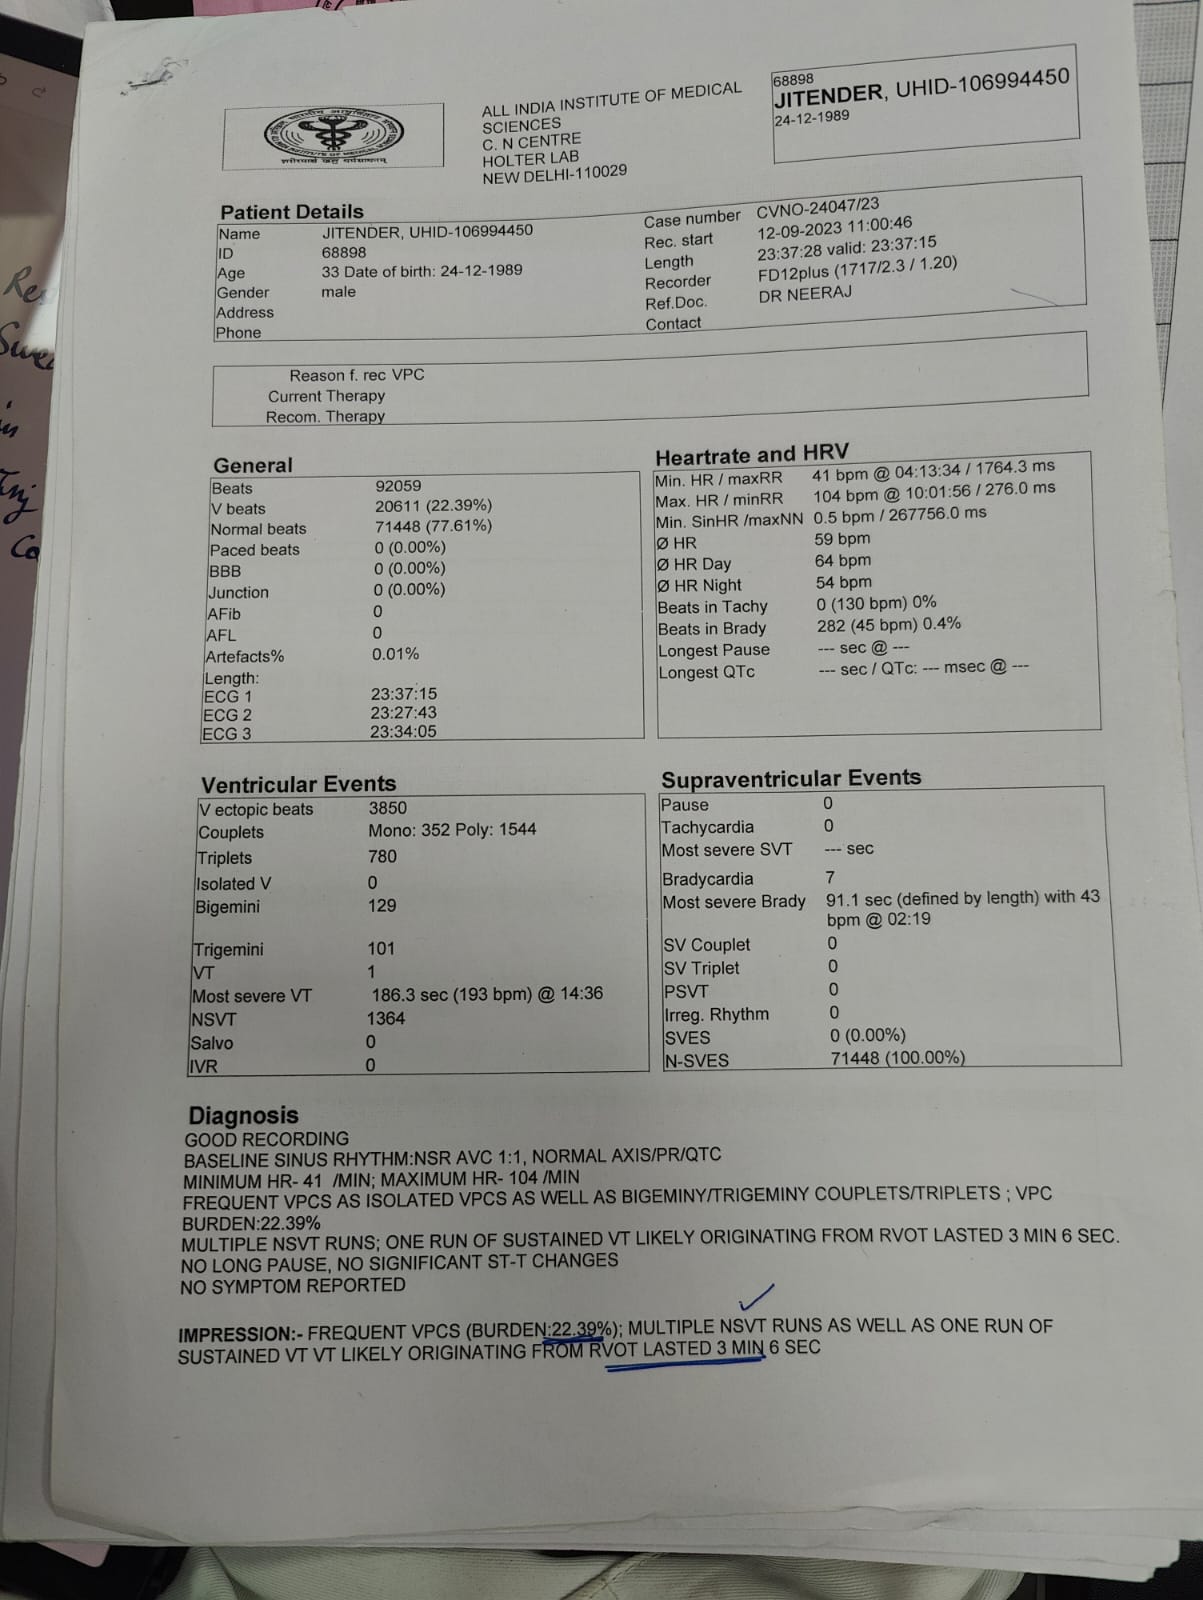 68898
JITENDER, UHID-106994450
24-12-1989
ALL INDIA INSTITUTE OF MEDICAL
SCIENCES
C. N CENTRE
HOLTER LAB
NEW DELHI-110029
Patient Details
Name JITENDER, UHID-106994450
ID 68898
Age 33 Date of birth: 24-12-1989
Gender male
Address
Phone
Case number CVNO-24047/23
Rec. start 12-09-2023 11:00:46
Length 23:37:28 valid: 23:37:15
Recorder FD12plus (1717/2.3 / 1.20)
Ref.Doc. DR NEERAJ
Contact
Reason f. rec VPC
Current Therapy
Recom. Therapy
General
Beats 92059
V beats 20611 (22.39%)
Normal beats 71448 (77.61%)
Paced beats 0 (0.00%)
BBB 0 (0.00%)
Junction 0 (0.00%)
AFib 0
AFL 0
Artefacts% 0.01%
Length:
ECG 1 23:37:15
ECG 2 23:27:43
ECG 3 23:34:05
Heartrate and HRV
Min. HR / maxRR 41 bpm @ 04:13:34 / 1764.3 ms
Max. HR / minRR 104 bpm @ 10:01:56 / 276.0 ms
Min. SinHR /maxNN 0.5 bpm / 267756.0 ms
Ø HR 59 bpm
Ø HR Day 64 bpm
Ø HR Night 54 bpm
Beats in Tachy 0 (130 bpm) 0%
Beats in Brady 282 (45 bpm) 0.4%
Longest Pause --- sec @ ---
Longest QTc --- sec / QTc: --- msec @ ---
Ventricular Events
V ectopic beats 3850
Couplets Mono: 352 Poly: 1544
Triplets 780
Isolated V 0
Bigemini 129
Trigemini 101
VT 1
Most severe VT 186.3 sec (193 bpm) @ 14:36
NSVT 1364
Salvo 0
IVR 0
Supraventricular Events
Pause 0
Tachycardia 0
Most severe SVT --- sec
Bradycardia 7
Most severe Brady 91.1 sec (defined by length) with 43
bpm @ 02:19
SV Couplet 0
SV Triplet 0
PSVT 0
Irreg. Rhythm 0
SVES 0 (0.00%)
N-SVES 71448 (100.00%)
Diagnosis
GOOD RECORDING
BASELINE SINUS RHYTHM:NSR AVC 1:1, NORMAL AXIS/PR/QTC
MINIMUM HR- 41 /MIN; MAXIMUM HR- 104 /MIN
FREQUENT VPCS AS ISOLATED VPCS AS WELL AS BIGEMINY/TRIGEMINY COUPLETS/TRIPLETS ; VPC
BURDEN:22.39%
MULTIPLE NSVT RUNS; ONE RUN OF SUSTAINED VT LIKELY ORIGINATING FROM RVOT LASTED 3 MIN 6 SEC.
NO LONG PAUSE, NO SIGNIFICANT ST-T CHANGES
NO SYMPTOM REPORTED
IMPRESSION:- FREQUENT VPCS (BURDEN:22.39%); MULTIPLE NSVT RUNS AS WELL AS ONE RUN OF
SUSTAINED VT VT LIKELY ORIGINATING FROM RVOT LASTED 3 MIN 6 SEC